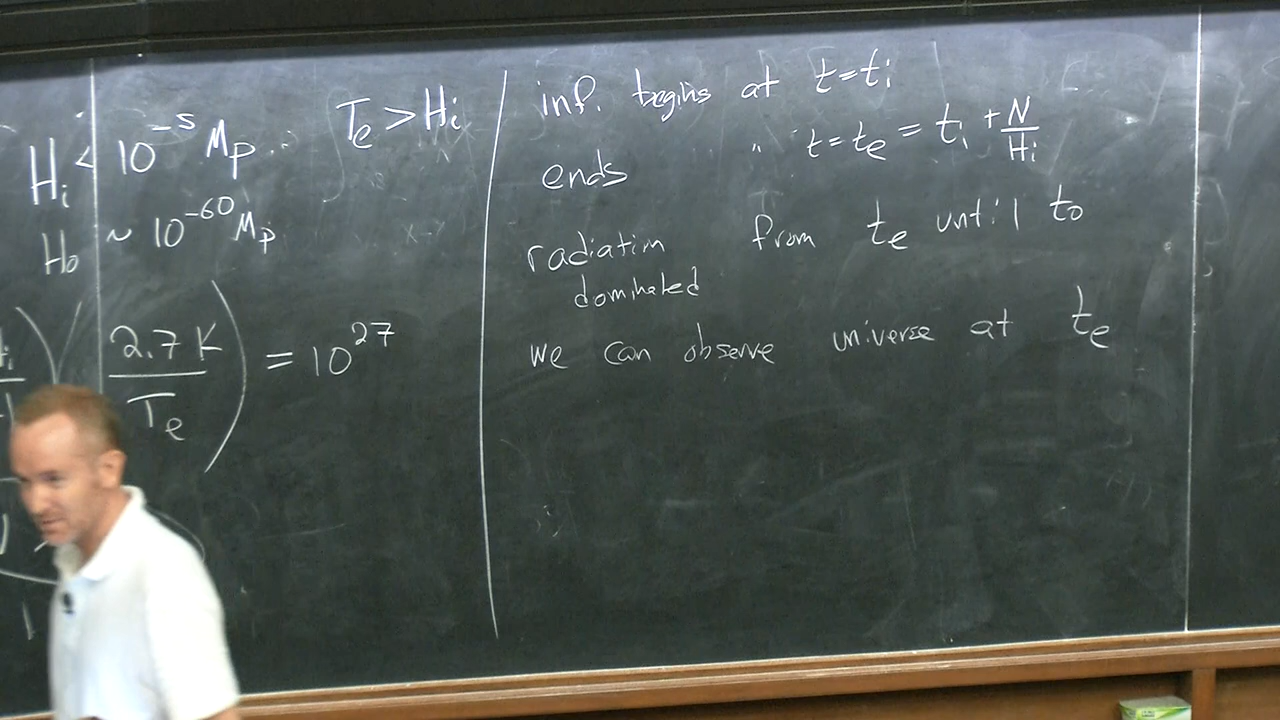 H_i < 10^{-5} M_p
T_e > H_i
H_0 ~ 10^{-60} M_p
( 2.7 K / T_e ) = 10^{27}
inf. begins at t = t_i
ends " t = t_e = t_i + N/H_i
radiation from t_e until t_0
dominated
we can observe universe at t_e